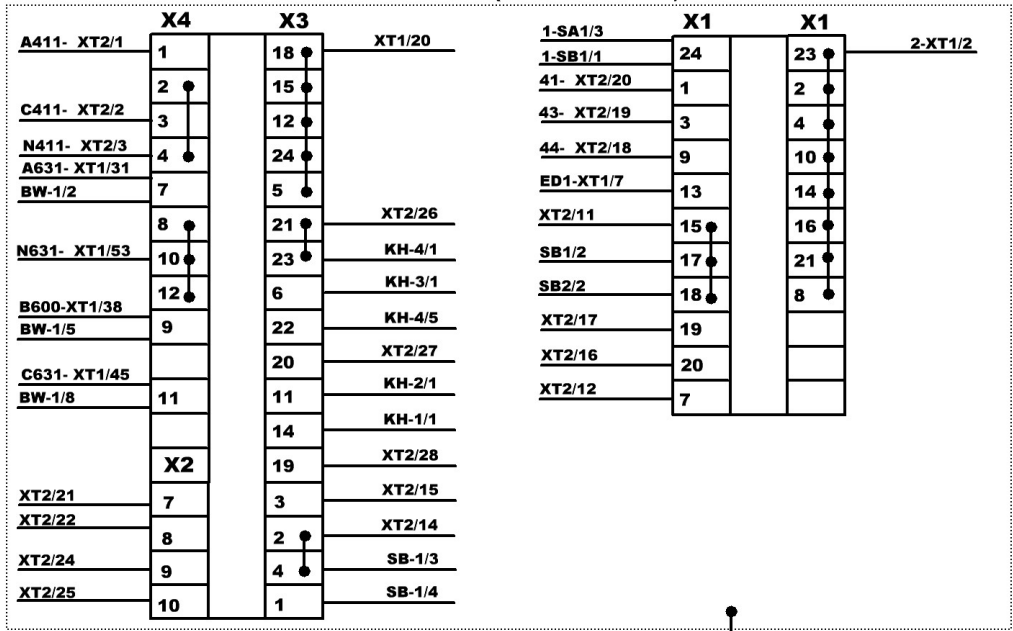 X4 X3
A411- XT2/1 1 18 XT1/20
2 15
C411- XT2/2 3 12
N411- XT2/3 4 24
A631- XT1/31
BW-1/2 7 5
8 21 XT2/26
N631- XT1/53 10 23 KH-4/1
12 6 KH-3/1
B600-XT1/38
BW-1/5 9 22 KH-4/5
20 XT2/27
C631- XT1/45
BW-1/8 11 11 KH-2/1
14 KH-1/1
X2 19 XT2/28
XT2/21 7 3 XT2/15
XT2/22 8 2 XT2/14
XT2/24 9 4 SB-1/3
XT2/25 10 1 SB-1/4
X1 X1
1-SA1/3
1-SB1/1 24 23 2-XT1/2
41- XT2/20 1 2
43- XT2/19 3 4
44- XT2/18 9 10
ED1-XT1/7 13 14
XT2/11 15 16
SB1/2 17 21
SB2/2 18 8
XT2/17 19
XT2/16 20
XT2/12 7